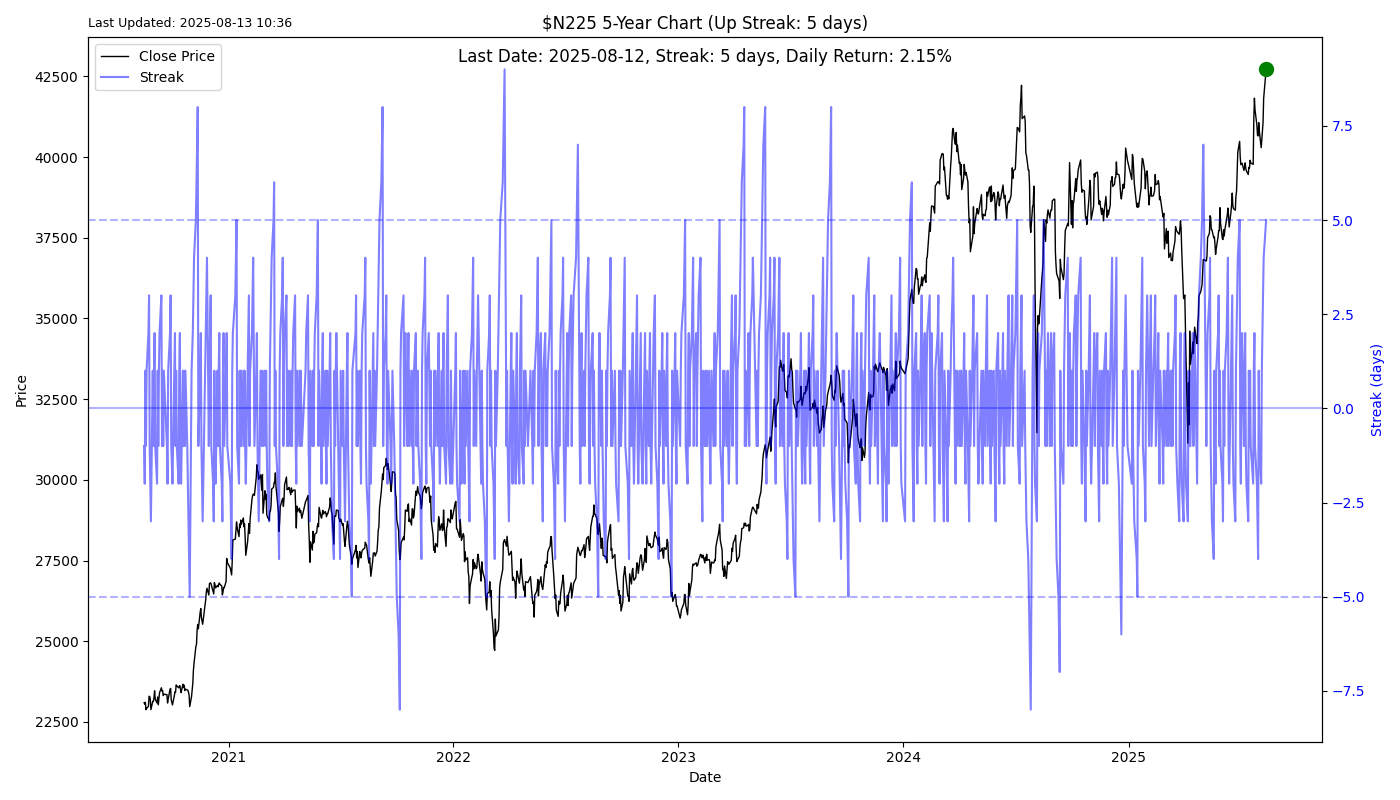 Last Updated: 2025-08-13 10:36
$N225 5-Year Chart (Up Streak: 5 days)
Last Date: 2025-08-12, Streak: 5 days, Daily Return: 2.15%
Close Price
Streak
42500
40000
37500
35000
32500
30000
27500
25000
22500
Price
7.5
5.0
2.5
0.0
−2.5
−5.0
−7.5
Streak (days)
2021
2022
2023
2024
2025
Date